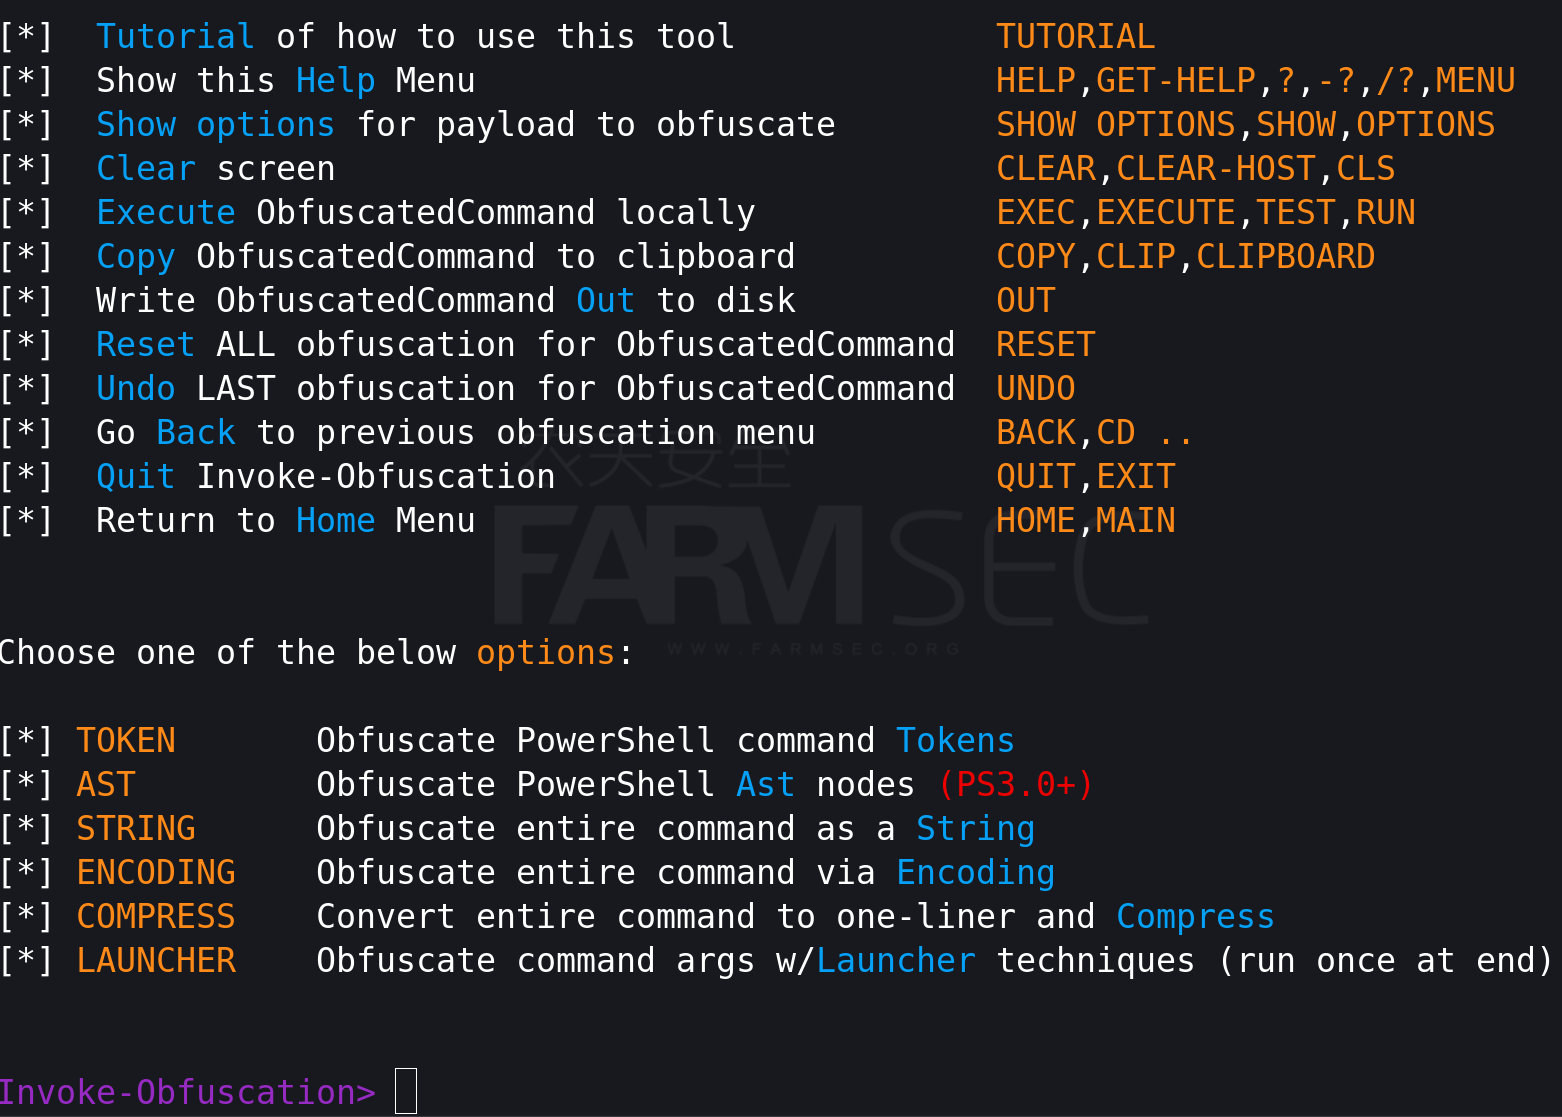 [*]  Tutorial of how to use this tool             TUTORIAL
[*]  Show this Help Menu                          HELP,GET-HELP,?,-?,/?,MENU
[*]  Show options for payload to obfuscate        SHOW OPTIONS,SHOW,OPTIONS
[*]  Clear screen                                 CLEAR,CLEAR-HOST,CLS
[*]  Execute ObfuscatedCommand locally            EXEC,EXECUTE,TEST,RUN
[*]  Copy ObfuscatedCommand to clipboard          COPY,CLIP,CLIPBOARD
[*]  Write ObfuscatedCommand Out to disk          OUT
[*]  Reset ALL obfuscation for ObfuscatedCommand  RESET
[*]  Undo LAST obfuscation for ObfuscatedCommand  UNDO
[*]  Go Back to previous obfuscation menu         BACK,CD ..
[*]  Quit Invoke-Obfuscation                      QUIT,EXIT
[*]  Return to Home Menu                          HOME,MAIN
安全
FARMSEC
WWW.FARMSEC.ORG
Choose one of the below options:
[*] TOKEN       Obfuscate PowerShell command Tokens
[*] AST         Obfuscate PowerShell Ast nodes (PS3.0+)
[*] STRING      Obfuscate entire command as a String
[*] ENCODING    Obfuscate entire command via Encoding
[*] COMPRESS    Convert entire command to one-liner and Compress
[*] LAUNCHER    Obfuscate command args w/Launcher techniques (run once at end)
Invoke-Obfuscation>